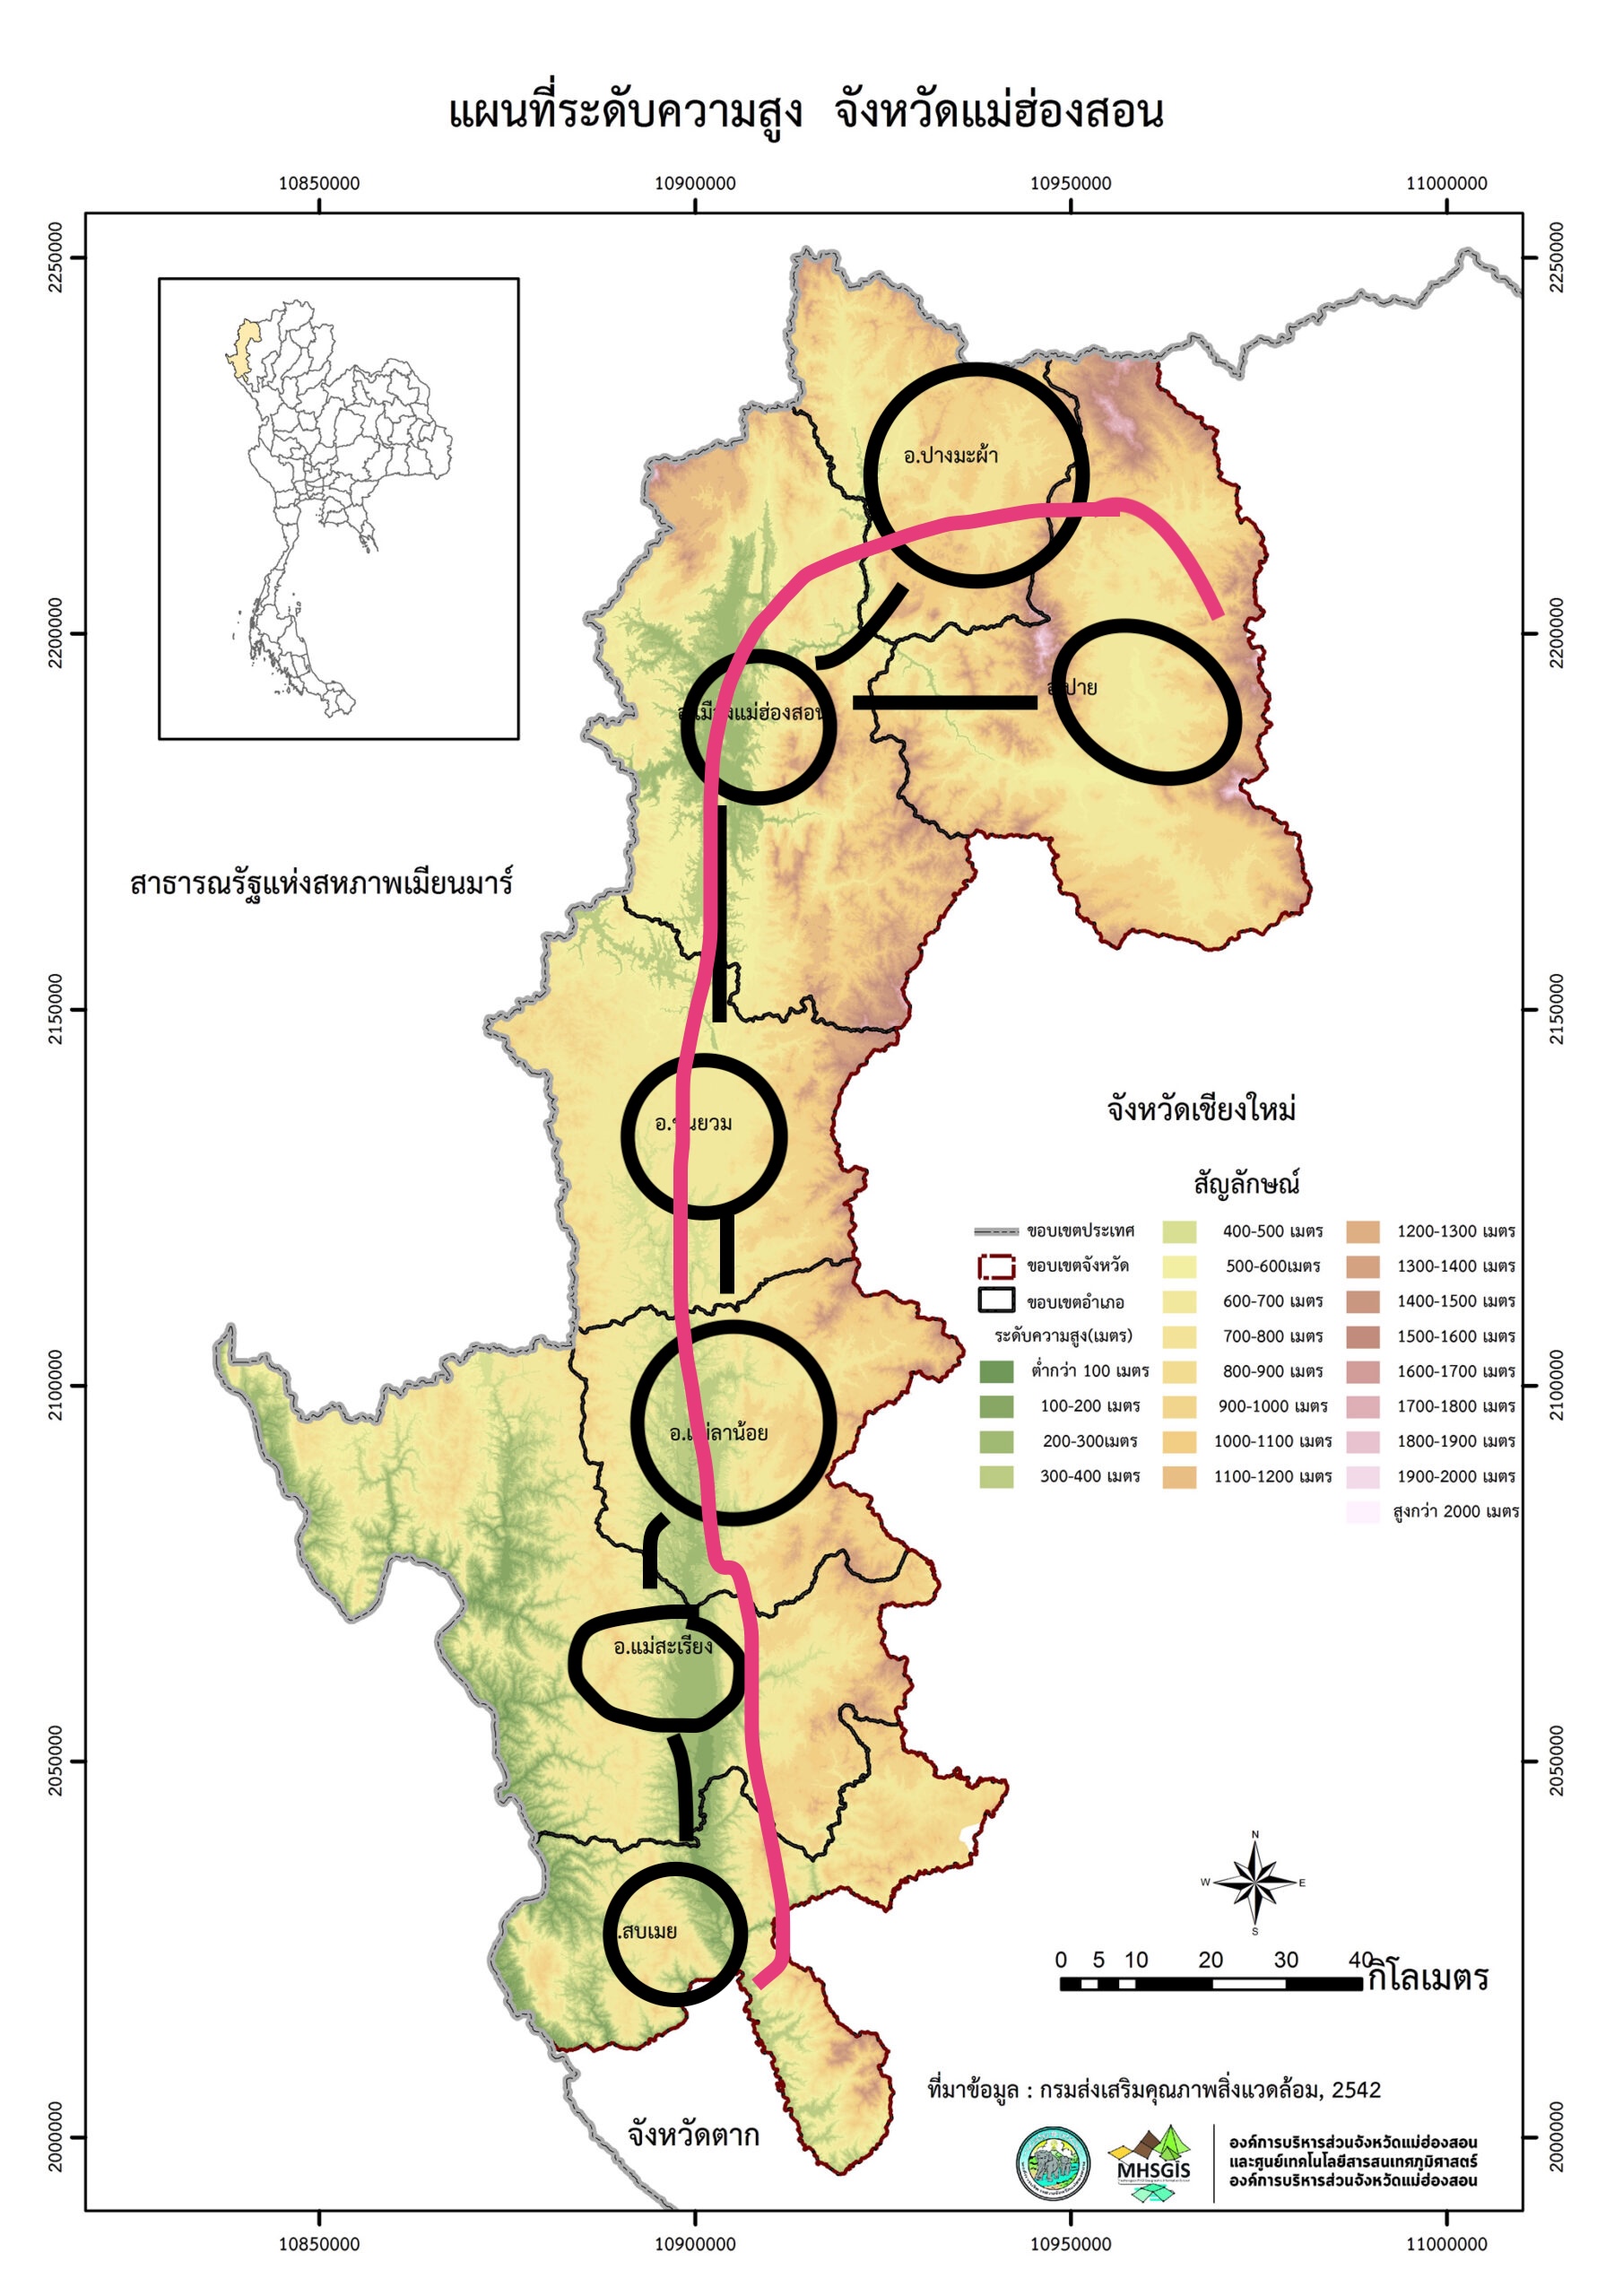 แผนที่ระดับความสูง จังหวัดแม่ฮ่องสอน
10850000 10900000 10950000 11000000
2250000 2250000
2200000 2200000
2150000 2150000
2100000 2100000
2050000 2050000
2000000 2000000
อ.ปางมะผ้า
ปาย
แม่ฮ่องสอน
สาธารณรัฐแห่งสหภาพเมียนมาร์
จังหวัดเชียงใหม่
อ. นยวม
สัญลักษณ์
ขอบเขตประเทศ
ขอบเขตจังหวัด
ขอบเขตอำเภอ
ระดับความสูง(เมตร)
ต่ำกว่า 100 เมตร
100-200 เมตร
200-300เมตร
300-400 เมตร
400-500 เมตร
500-600เมตร
600-700 เมตร
700-800 เมตร
800-900 เมตร
900-1000 เมตร
1000-1100 เมตร
1100-1200 เมตร
1200-1300 เมตร
1300-1400 เมตร
1400-1500 เมตร
1500-1600 เมตร
1600-1700 เมตร
1700-1800 เมตร
1800-1900 เมตร
1900-2000 เมตร
สูงกว่า 2000 เมตร
อ.แม่ลาน้อย
อ.แม่สะเรียง
.สบเมย
N
W E
S
0 5 10 20 30 40
กิโลเมตร
ที่มาข้อมูล : กรมส่งเสริมคุณภาพสิ่งแวดล้อม, 2542
จังหวัดตาก
MHSGIS
องค์การบริหารส่วนจังหวัดแม่ฮ่องสอน
และศูนย์เทคโนโลยีสารสนเทศภูมิศาสตร์
องค์การบริหารส่วนจังหวัดแม่ฮ่องสอน
10850000 10900000 10950000 11000000